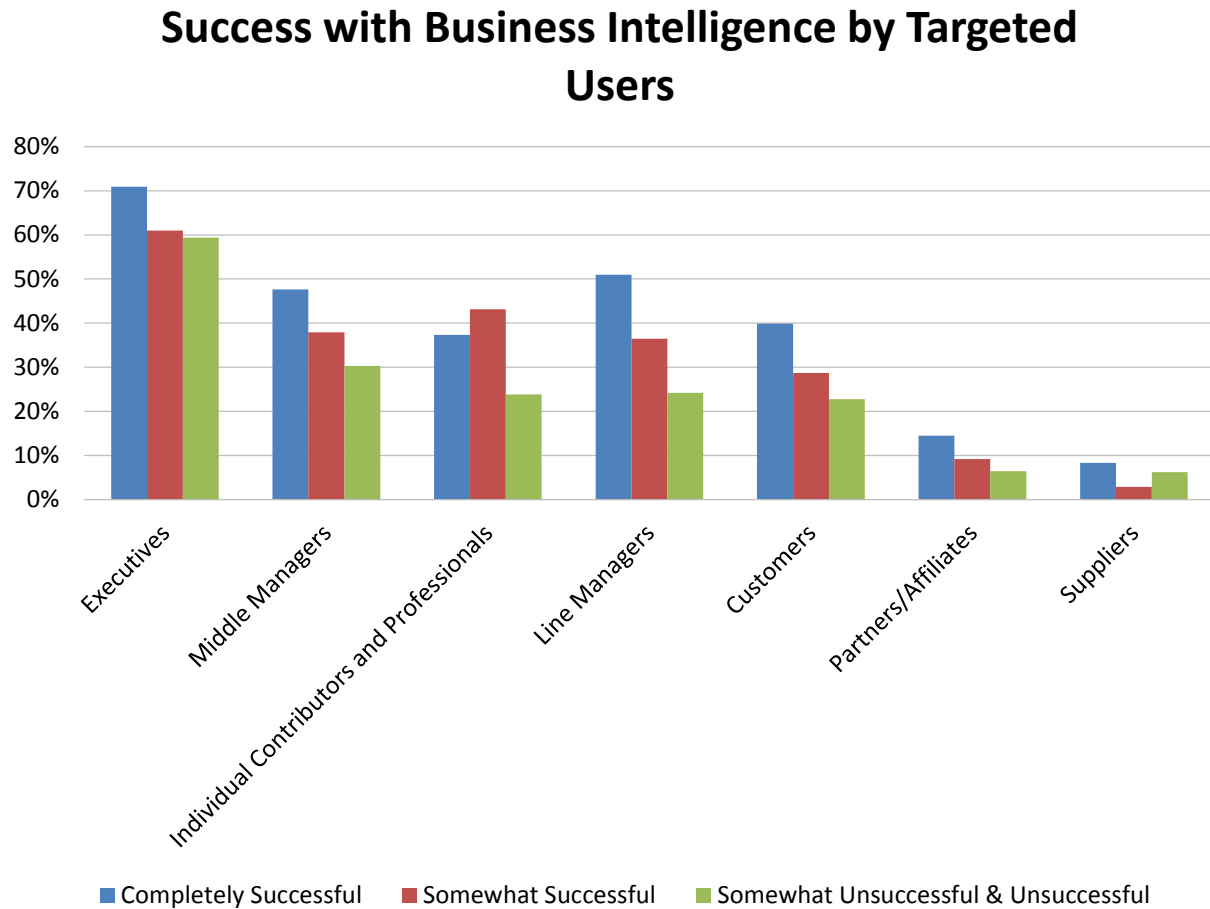 Success with Business Intelligence by Targeted
Users
80%
70%
60%
50%
40%
30%
20%
10%
0%
Executives
Middle Managers
Individual Contributors and Professionals
Line Managers
Customers
Partners/Affiliates
Suppliers
Completely Successful
Somewhat Successful
Somewhat Unsuccessful & Unsuccessful